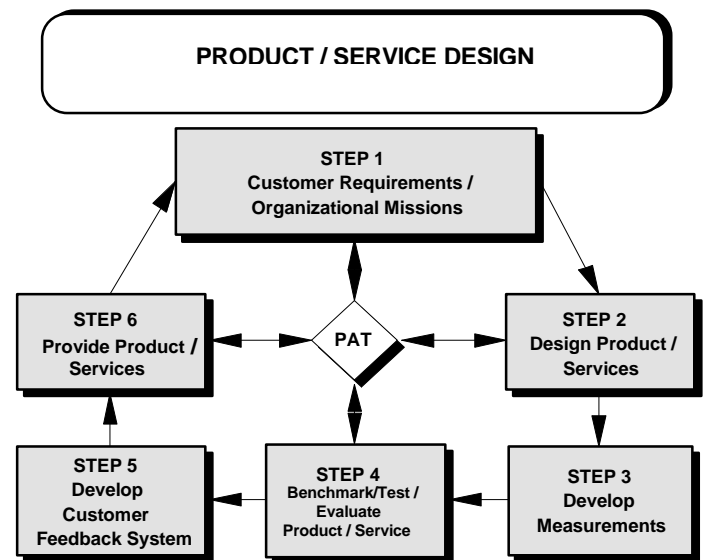 PRODUCT / SERVICE DESIGN
STEP 1
Customer Requirements /
Organizational Missions
STEP 6
Provide Product /
Services
PAT
STEP 2
Design Product /
Services
STEP 5
Develop
Customer
Feedback System
STEP 4
Benchmark/Test /
Evaluate
Product / Service
STEP 3
Develop
Measurements